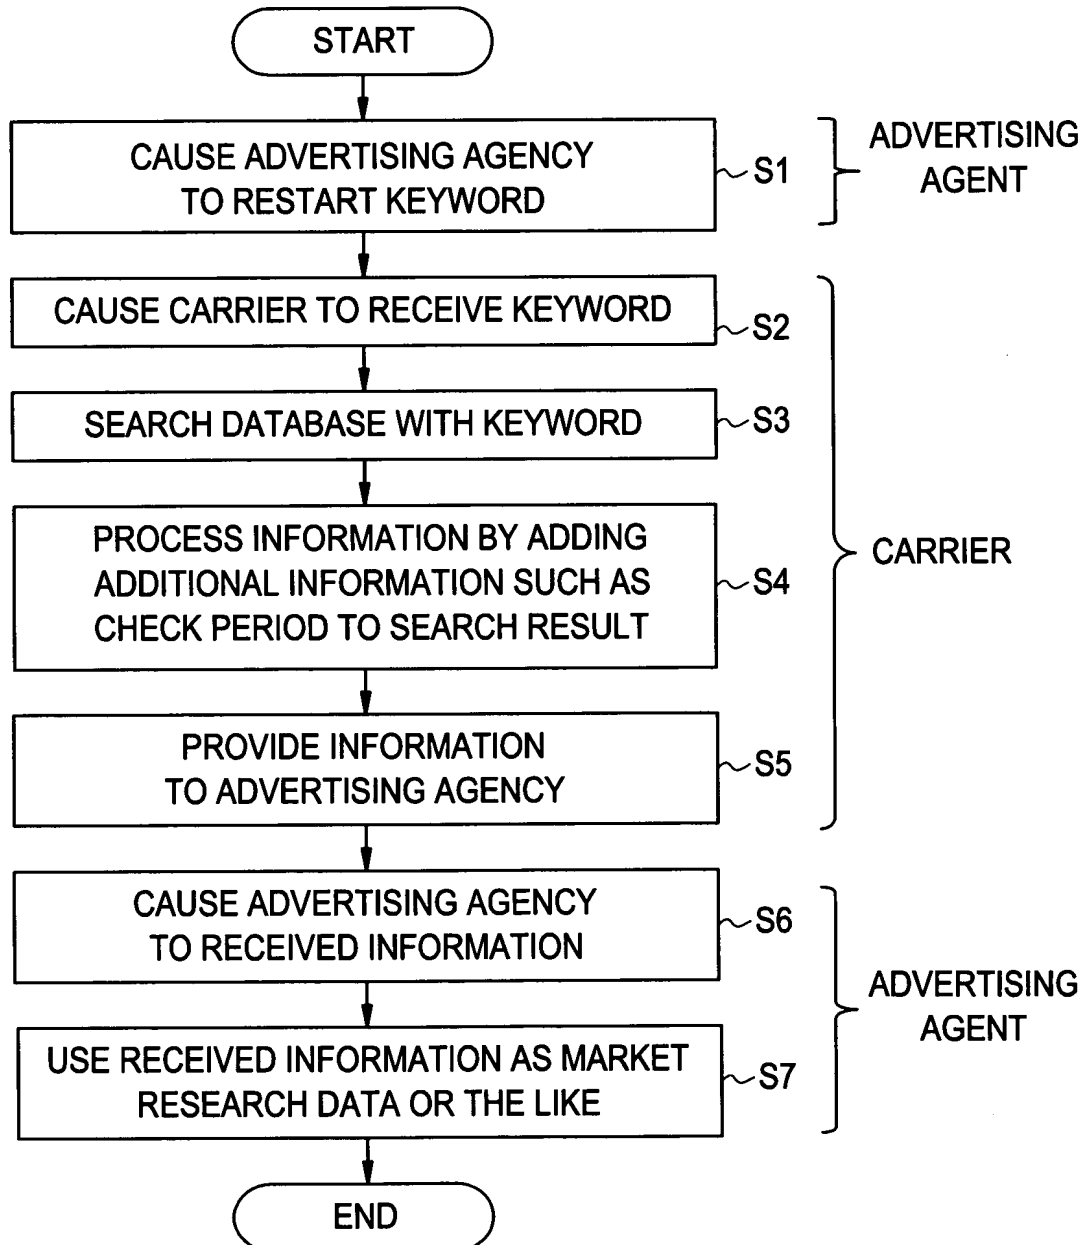 START
CAUSE ADVERTISING AGENCY
TO RESTART KEYWORD
S1
ADVERTISING
AGENT
CAUSE CARRIER TO RECEIVE KEYWORD
S2
SEARCH DATABASE WITH KEYWORD
S3
PROCESS INFORMATION BY ADDING
ADDITIONAL INFORMATION SUCH AS
CHECK PERIOD TO SEARCH RESULT
S4
CARRIER
PROVIDE INFORMATION
TO ADVERTISING AGENCY
S5
CAUSE ADVERTISING AGENCY
TO RECEIVED INFORMATION
S6
ADVERTISING
AGENT
USE RECEIVED INFORMATION AS MARKET
RESEARCH DATA OR THE LIKE
S7
END